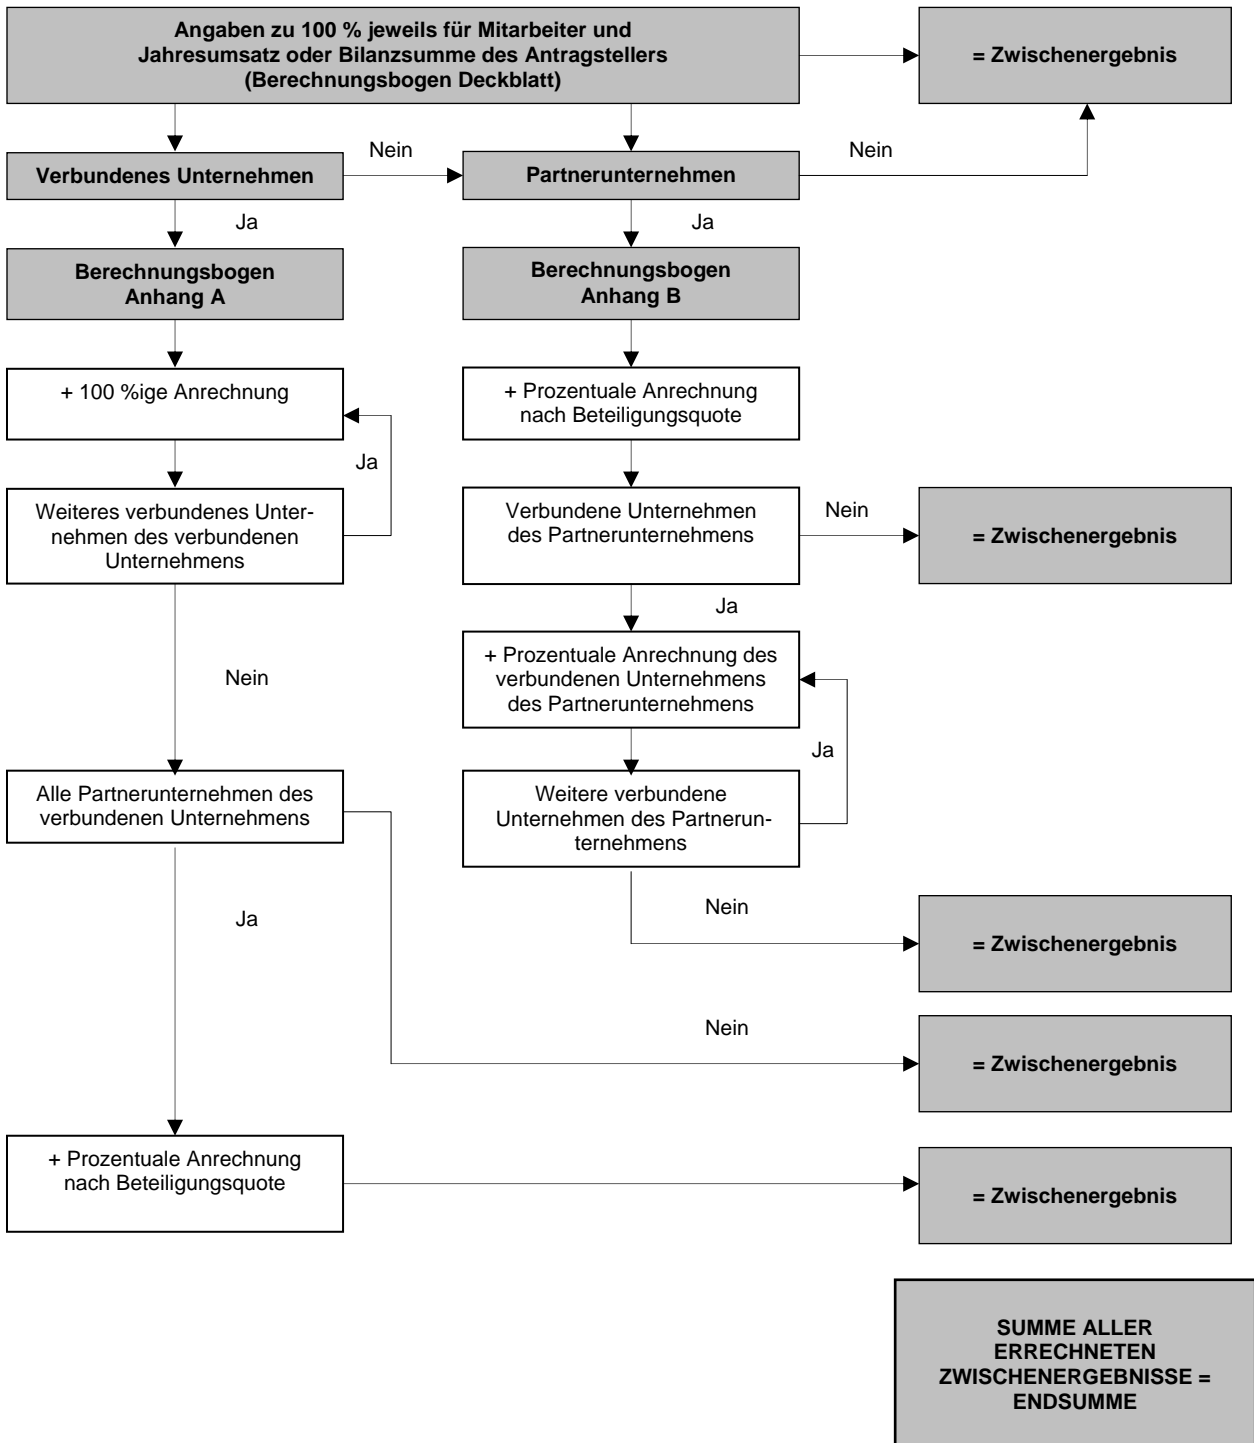 Angaben zu 100 % jeweils für Mitarbeiter und
Jahresumsatz oder Bilanzsumme des Antragstellers
(Berechnungsbogen Deckblatt)
= Zwischenergebnis
Nein
Nein
Verbundenes Unternehmen
Partnerunternehmen
Ja
Ja
Berechnungsbogen
Anhang A
Berechnungsbogen
Anhang B
+ 100 %ige Anrechnung
+ Prozentuale Anrechnung
nach Beteiligungsquote
Ja
Weiteres verbundenes Unter-
nehmen des verbundenen
Unternehmens
Verbundene Unternehmen
des Partnerunternehmens
Nein
= Zwischenergebnis
Ja
Nein
+ Prozentuale Anrechnung des
verbundenen Unternehmens
des Partnerunternehmens
Ja
Alle Partnerunternehmen des
verbundenen Unternehmens
Weitere verbundene
Unternehmen des Partnerun-
ternehmens
Ja
Nein
= Zwischenergebnis
Nein
= Zwischenergebnis
+ Prozentuale Anrechnung
nach Beteiligungsquote
= Zwischenergebnis
SUMME ALLER
ERRECHNETEN
ZWISCHENERGEBNISSE =
ENDSUMME